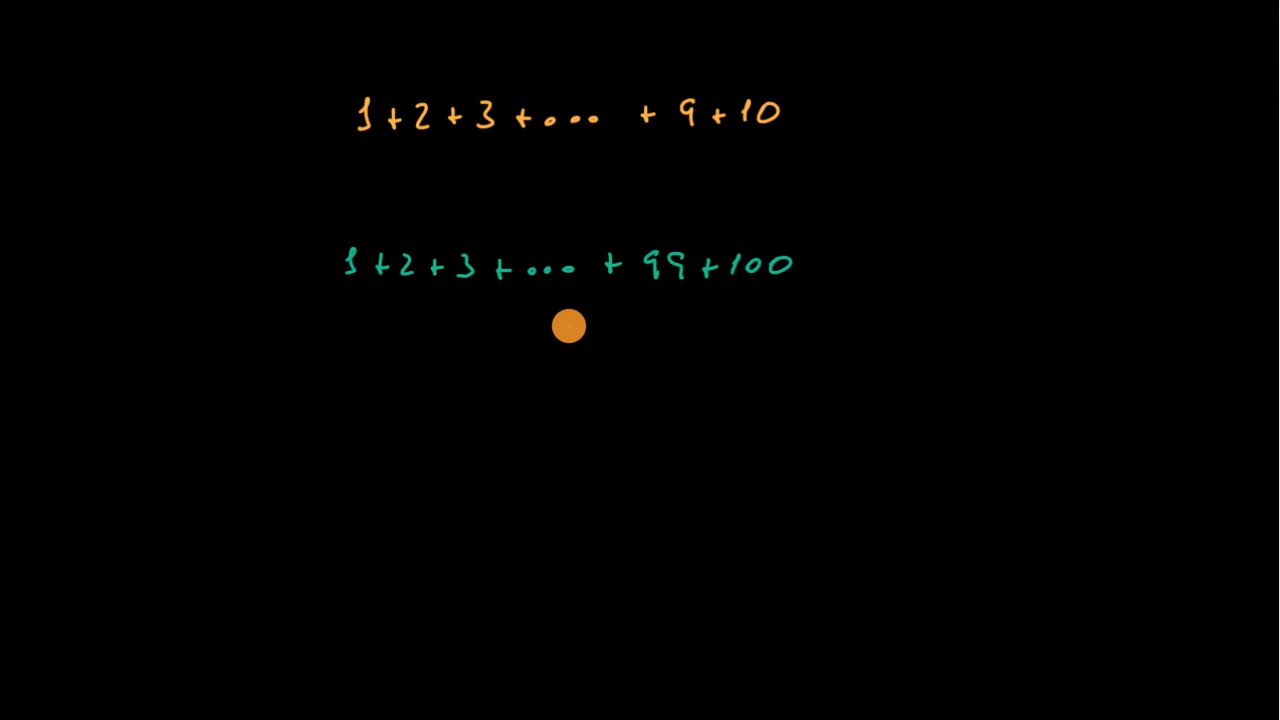 1 + 2 + 3 + ... + 9 + 10
1 + 2 + 3 + ... + 99 + 100